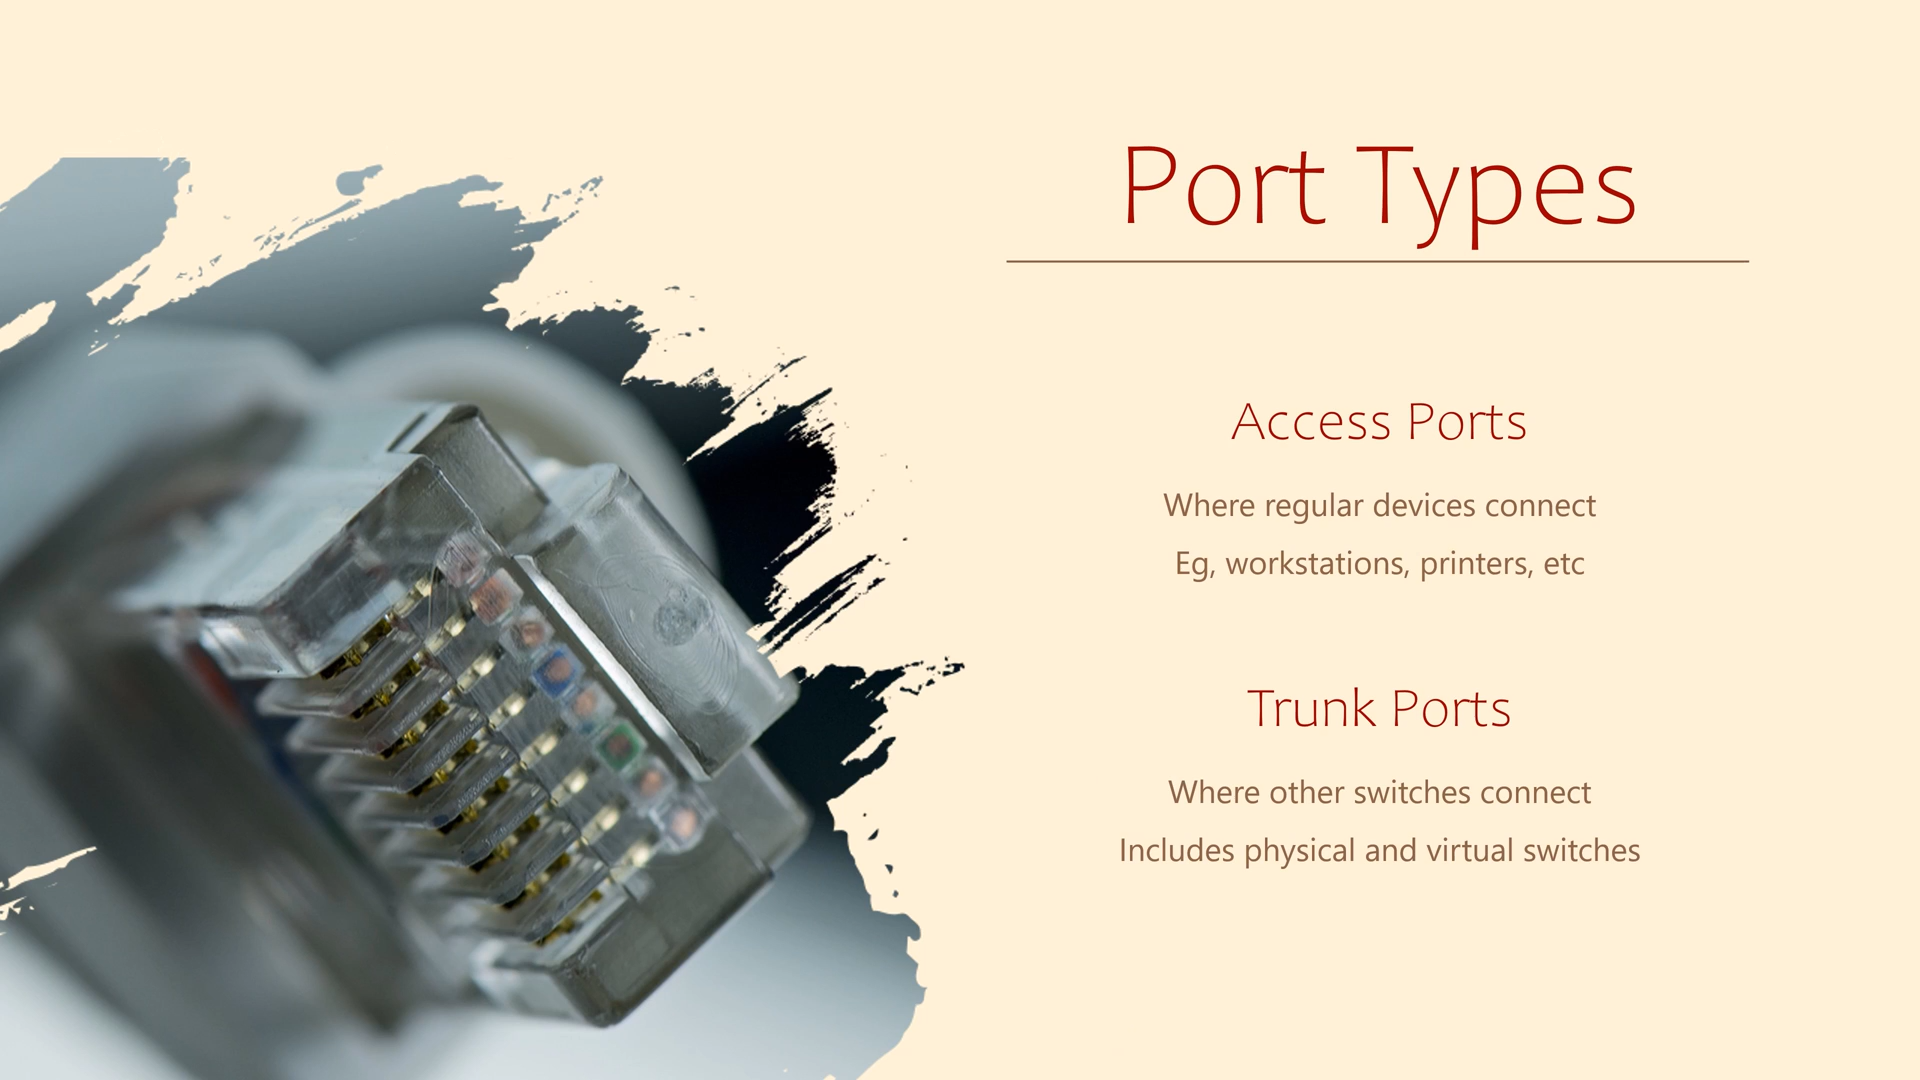 Port Types
Access Ports
Where regular devices connect
Eg, workstations, printers, etc
Trunk Ports
Where other switches connect
Includes physical and virtual switches